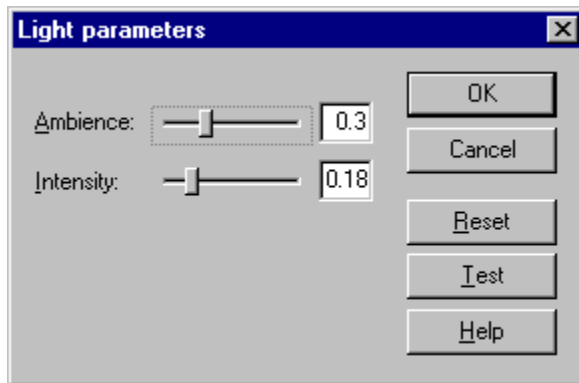 Light parameters
Ambience: 0.3
Intensity: 0.18
OK
Cancel
Reset
Test
Help